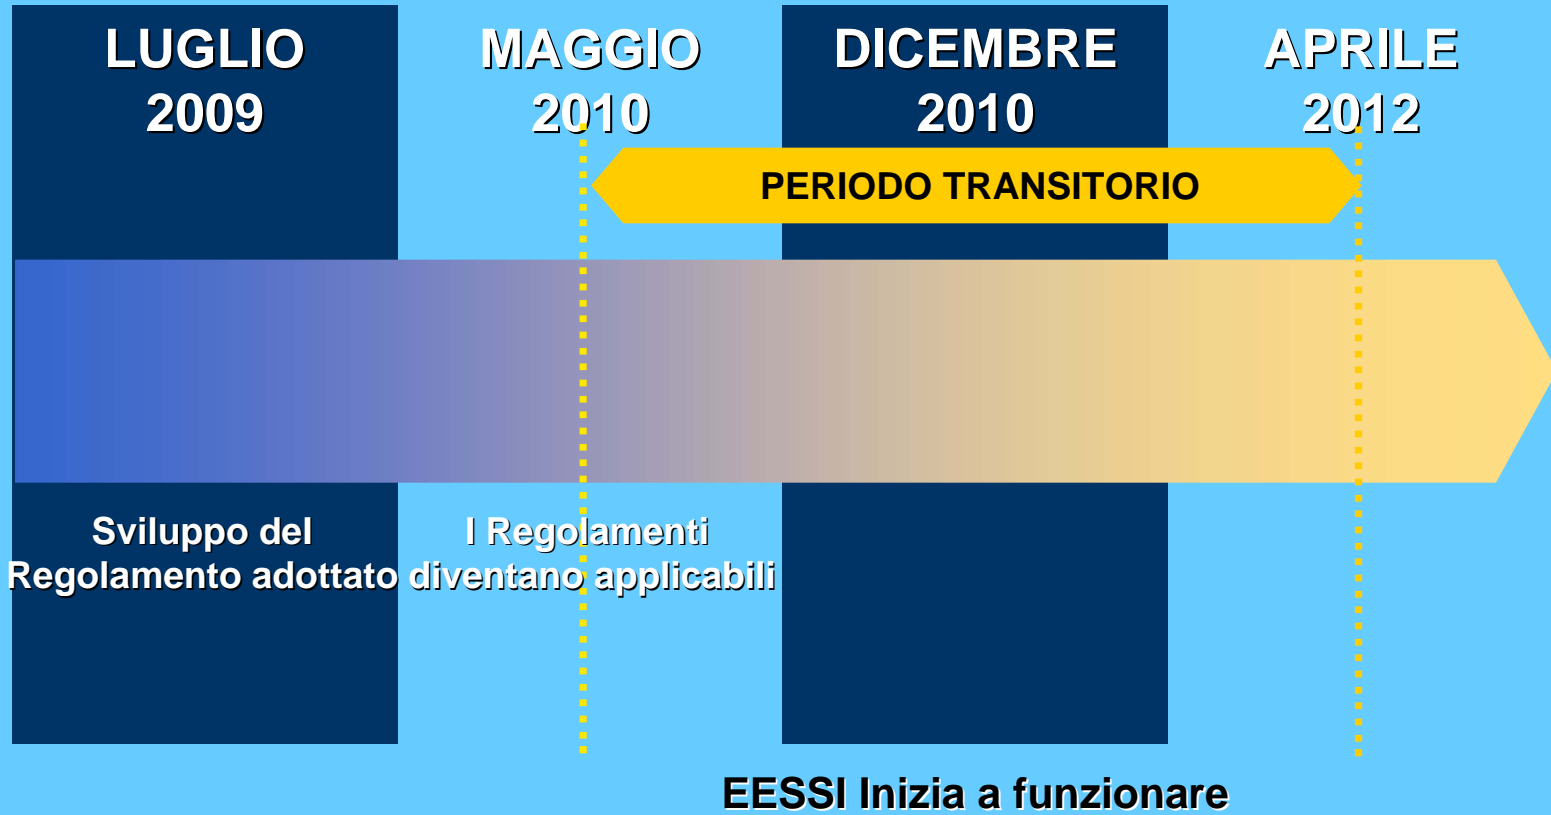 LUGLIO
2009
MAGGIO
2010
DICEMBRE
2010
APRILE
2012
PERIODO TRANSITORIO
Sviluppo del
Regolamento adottato
I Regolamenti
diventano applicabili
EESSI Inizia a funzionare